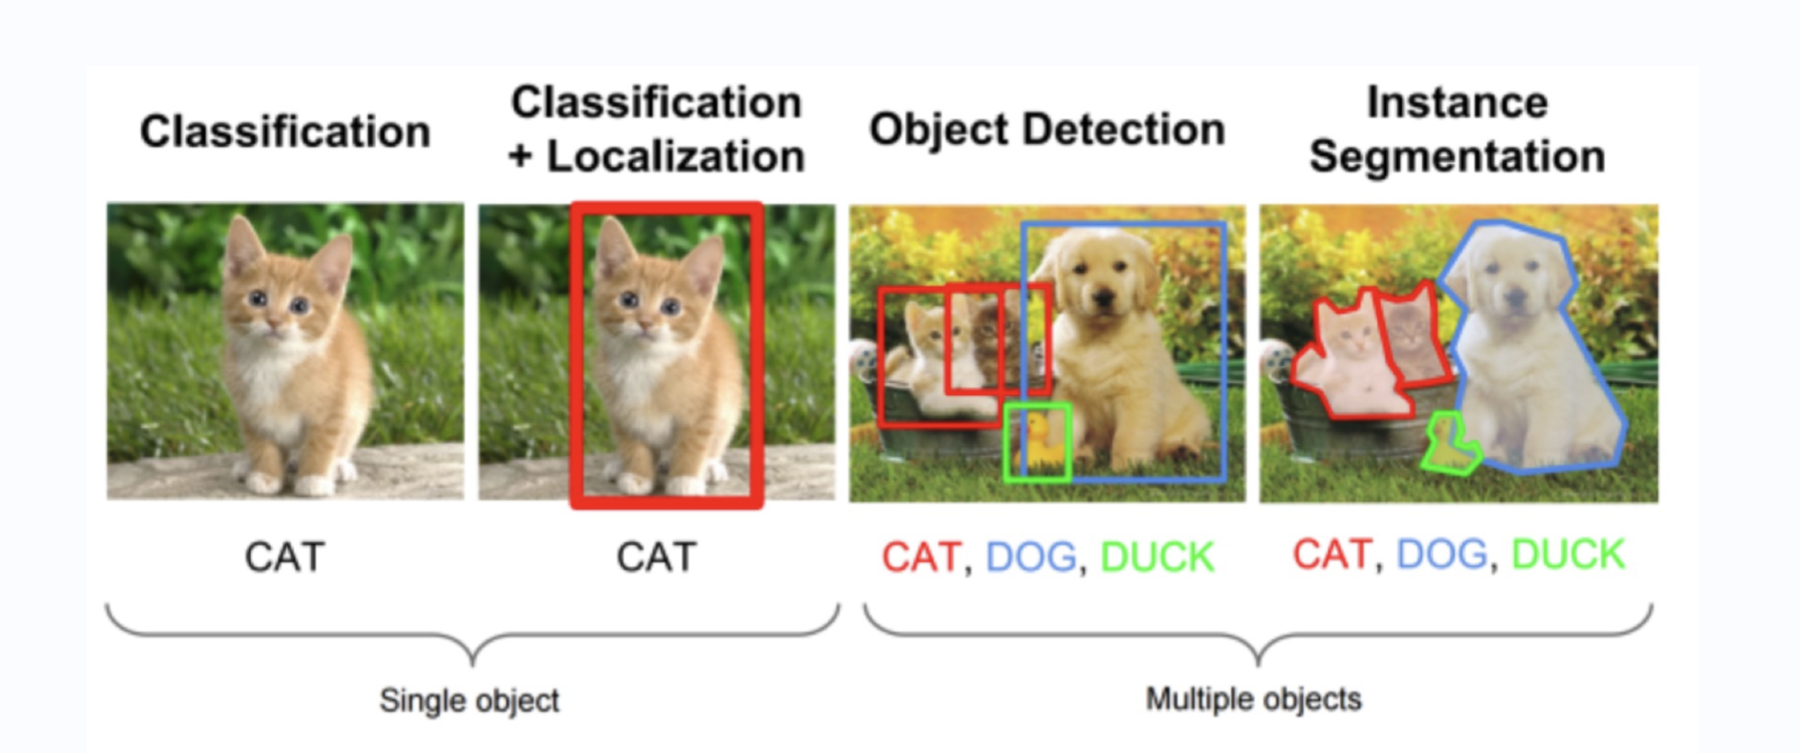 Classification
Classification
+ Localization
Object Detection
Instance
Segmentation
CAT
CAT
CAT, DOG, DUCK
CAT, DOG, DUCK
Single object
Multiple objects